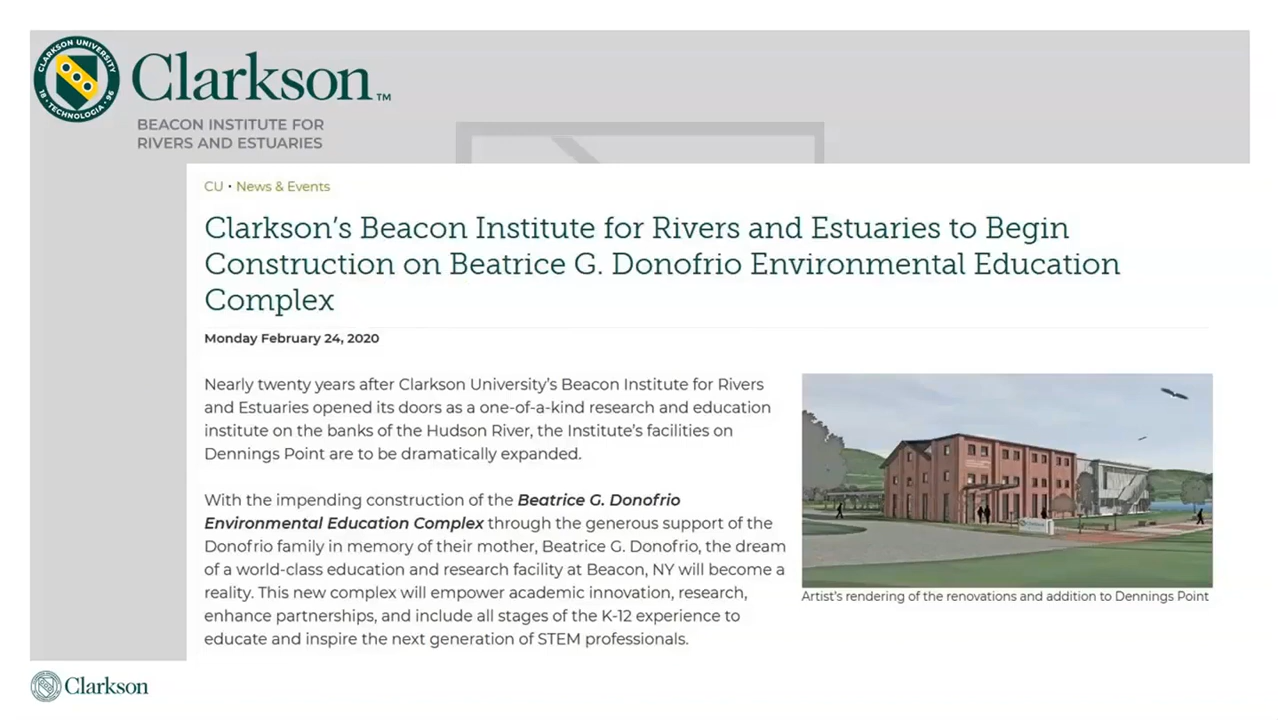 CLARKSON UNIVERSITY
18 • TECHNOLOGIA • 96
Clarkson™
BEACON INSTITUTE FOR
RIVERS AND ESTUARIES
CU • News & Events
Clarkson’s Beacon Institute for Rivers and Estuaries to Begin
Construction on Beatrice G. Donofrio Environmental Education
Complex
Monday February 24, 2020
Nearly twenty years after Clarkson University’s Beacon Institute for Rivers
and Estuaries opened its doors as a one-of-a-kind research and education
institute on the banks of the Hudson River, the Institute’s facilities on
Dennings Point are to be dramatically expanded.
With the impending construction of the Beatrice G. Donofrio
Environmental Education Complex through the generous support of the
Donofrio family in memory of their mother, Beatrice G. Donofrio, the dream
of a world-class education and research facility at Beacon, NY will become a
reality. This new complex will empower academic innovation, research,
enhance partnerships, and include all stages of the K-12 experience to
educate and inspire the next generation of STEM professionals.
Artist’s rendering of the renovations and addition to Dennings Point
Clarkson